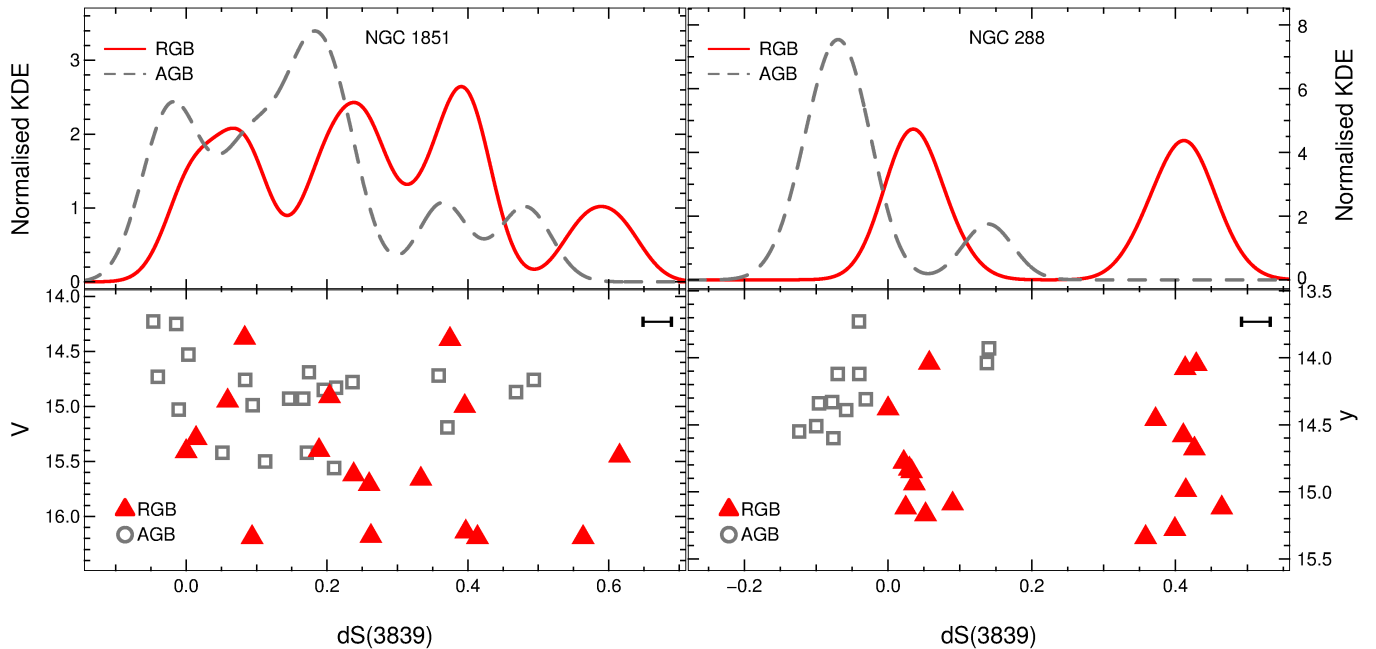 NGC 1851
RGB
AGB
Normalised KDE
3
2
1
0
NGC 288
RGB
AGB
Normalised KDE
8
6
4
2
0
14.0
14.5
15.0
15.5
16.0
V
RGB
AGB
0.0 0.2 0.4 0.6
dS(3839)
13.5
14.0
14.5
15.0
15.5
y
RGB
AGB
−0.2 0.0 0.2 0.4
dS(3839)